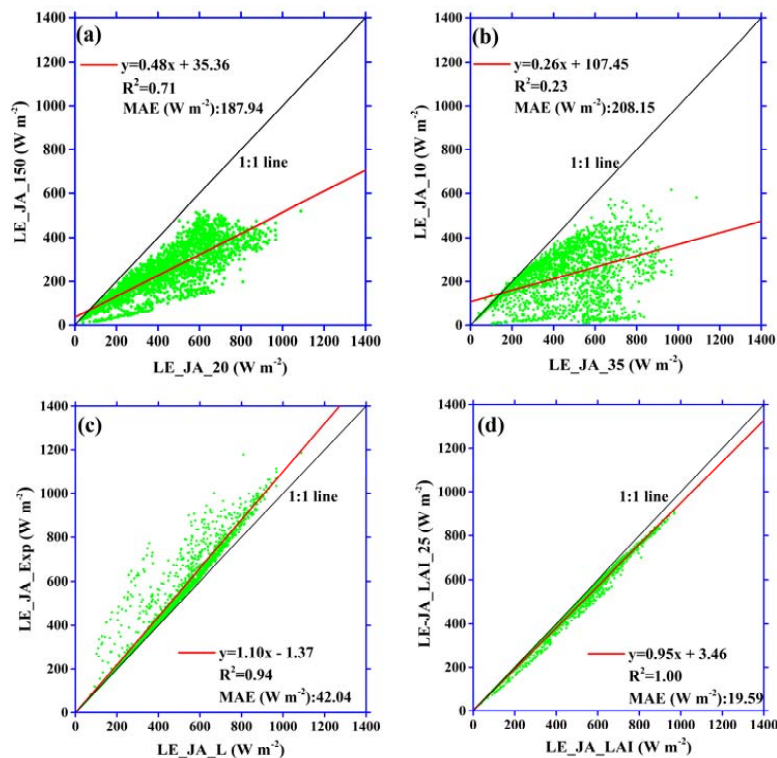 (a)
y=0.48x + 35.36
R²=0.71
MAE (W m⁻²):187.94
1:1 line
LE_JA_150 (W m⁻²)
1400
1200
1000
800
600
400
200
0
0 200 400 600 800 1000 1200 1400
LE_JA_20 (W m⁻²)
(b)
y=0.26x + 107.45
R²=0.23
MAE (W m⁻²):208.15
1:1 line
LE_JA_10 (W m⁻²)
1400
1200
1000
800
600
400
200
0
0 200 400 600 800 1000 1200 1400
LE_JA_35 (W m⁻²)
(c)
1:1 line
y=1.10x - 1.37
R²=0.94
MAE (W m⁻²):42.04
LE_JA_Exp (W m⁻²)
1400
1200
1000
800
600
400
200
0
0 200 400 600 800 1000 1200 1400
LE_JA_L (W m⁻²)
(d)
1:1 line
y=0.95x + 3.46
R²=1.00
MAE (W m⁻²):19.59
LE-JA_LAI_25 (W m⁻²)
1400
1200
1000
800
600
400
200
0
0 200 400 600 800 1000 1200 1400
LE_JA_LAI (W m⁻²)